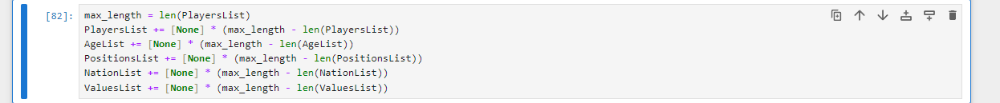 [82]:
max_length = len(PlayersList)
PlayersList += [None] * (max_length - len(PlayersList))
AgeList += [None] * (max_length - len(AgeList))
PositionsList += [None] * (max_length - len(PositionsList))
NationList += [None] * (max_length - len(NationList))
ValuesList += [None] * (max_length - len(ValuesList))